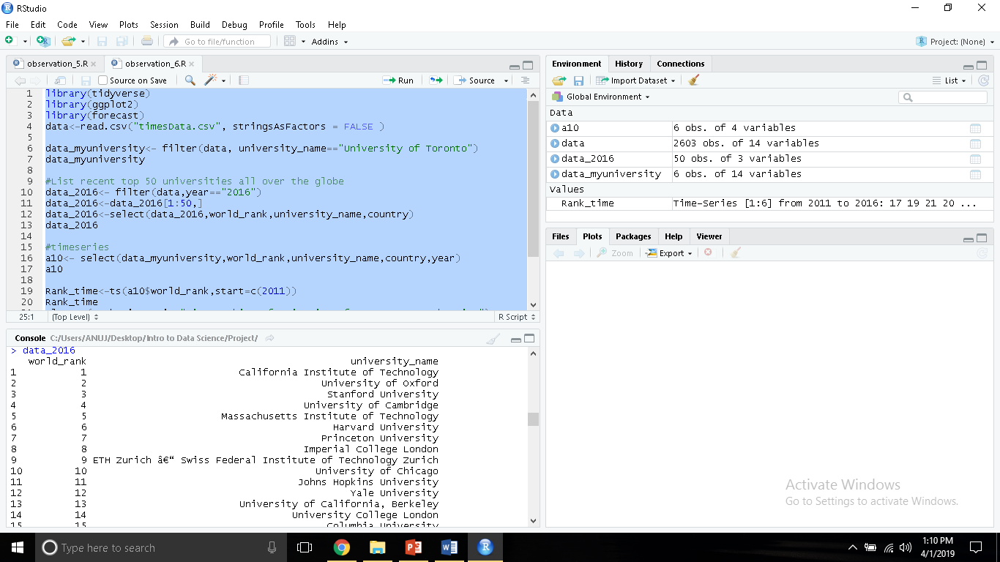 RStudio
File Edit Code View Plots Session Build Debug Profile Tools Help
Go to file/function Addins Project: (None)
observation_5.R observation_6.R
Source on Save Run Source
1 library(tidyverse)
2 library(ggplot2)
3 library(forecast)
4 data<-read.csv("timesData.csv", stringsAsFactors = FALSE )
5
6 data_myuniversity<- filter(data, university_name=="University of Toronto")
7 data_myuniversity
8
9 #List recent top 50 universities all over the globe
10 data_2016<- filter(data,year=="2016")
11 data_2016<-data_2016[1:50,]
12 data_2016<-select(data_2016,world_rank,university_name,country)
13 data_2016
14
15 #timeseries
16 a10<- select(data_myuniversity,world_rank,university_name,country,year)
17 a10
18
19 Rank_time<-ts(a10$world_rank,start=c(2011))
20 Rank_time
25:1 (Top Level) R Script
Console C:/Users/ANUJ/Desktop/Intro to Data Science/Project/
> data_2016
world_rank university_name
1 1 California Institute of Technology
2 2 University of Oxford
3 3 Stanford University
4 4 University of Cambridge
5 5 Massachusetts Institute of Technology
6 6 Harvard University
7 7 Princeton University
8 8 Imperial College London
9 9 ETH Zurich â€“ Swiss Federal Institute of Technology Zurich
10 10 University of Chicago
11 11 Johns Hopkins University
12 12 Yale University
13 13 University of California, Berkeley
14 14 University College London
15 15 Columbia University
Environment History Connections
Import Dataset List
Global Environment
Data
a10 6 obs. of 4 variables
data 2603 obs. of 14 variables
data_2016 50 obs. of 3 variables
data_myuniversity 6 obs. of 14 variables
Values
Rank_time Time-Series [1:6] from 2011 to 2016: 17 19 21 20 ...
Files Plots Packages Help Viewer
Zoom Export
Activate Windows
Go to Settings to activate Windows.
Type here to search
1:10 PM
4/1/2019